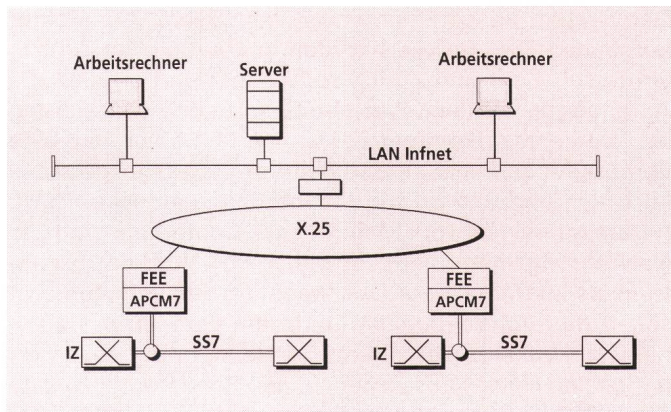 Arbeitsrechner
Server
Arbeitsrechner
LAN Infnet
X.25
FEE
APCM7
FEE
APCM7
IZ
SS7
IZ
SS7